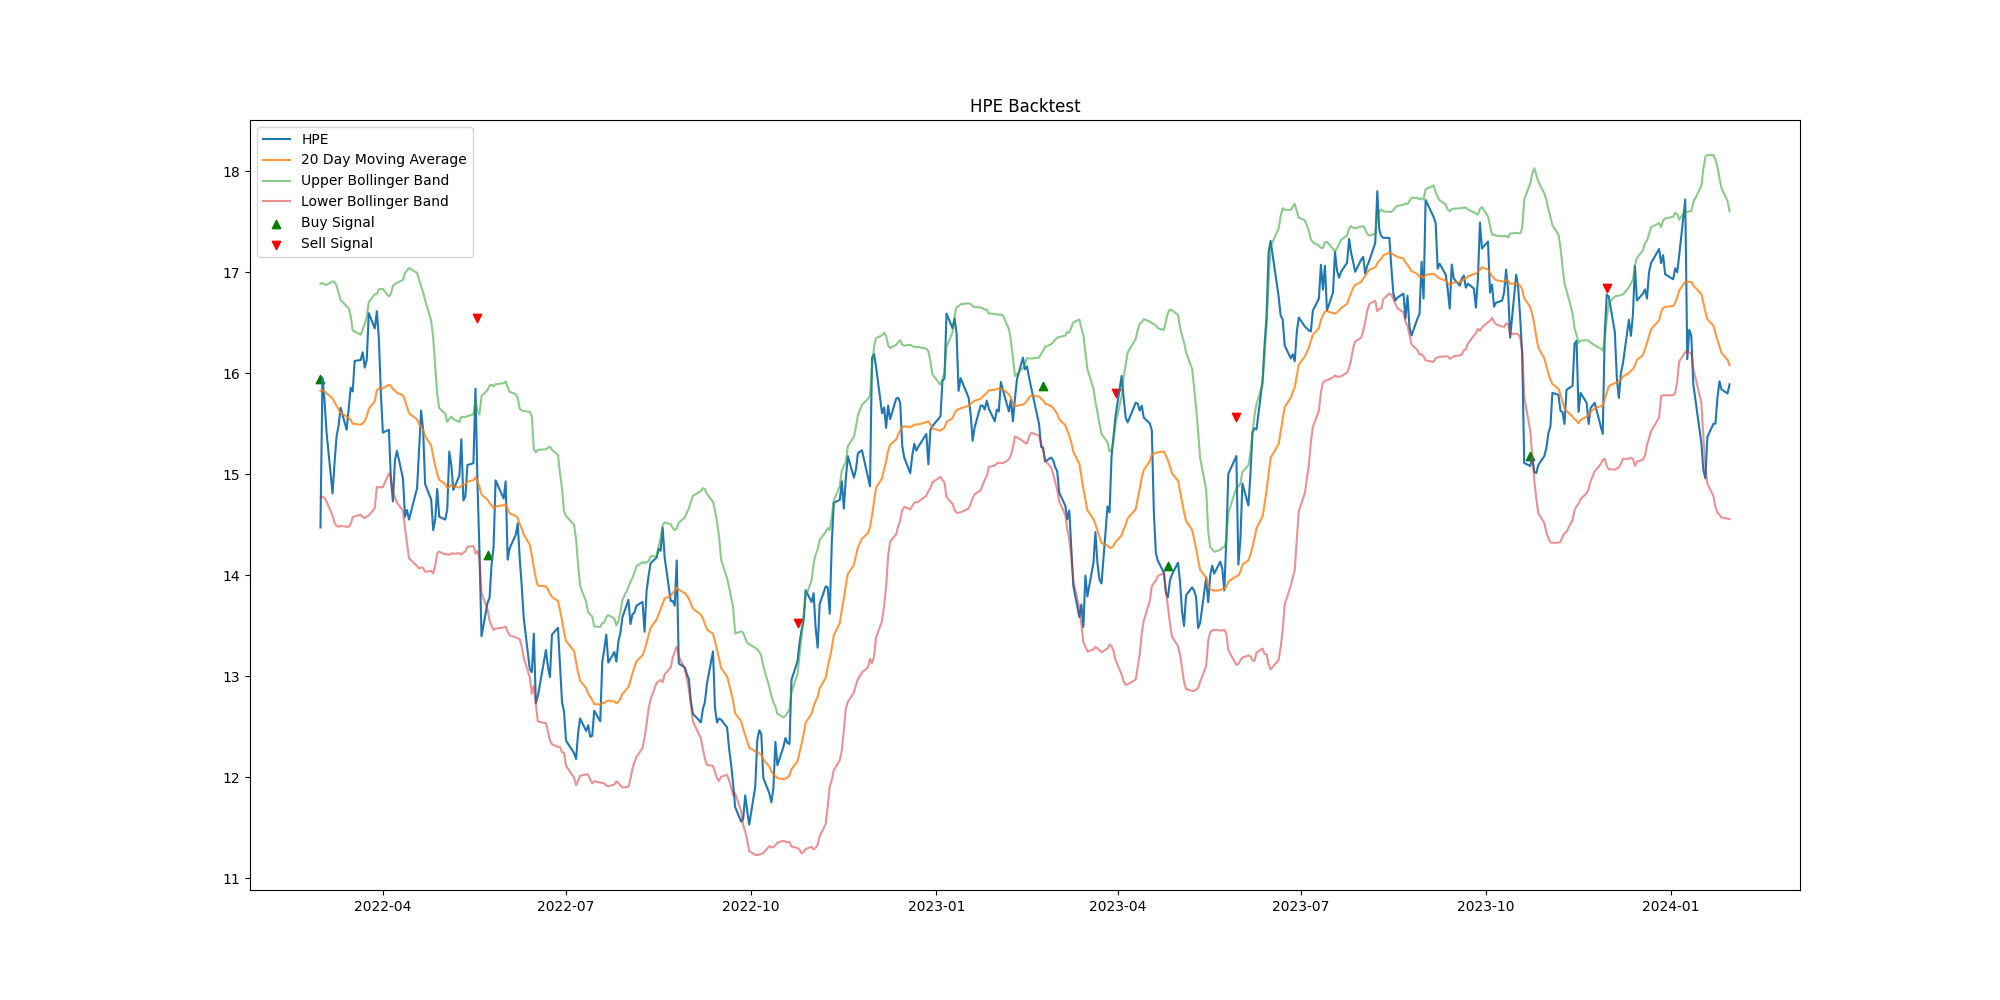 HPE Backtest
HPE
20 Day Moving Average
Upper Bollinger Band
Lower Bollinger Band
Buy Signal
Sell Signal
18
17
16
15
14
13
12
11
2022-04 2022-07 2022-10 2023-01 2023-04 2023-07 2023-10 2024-01